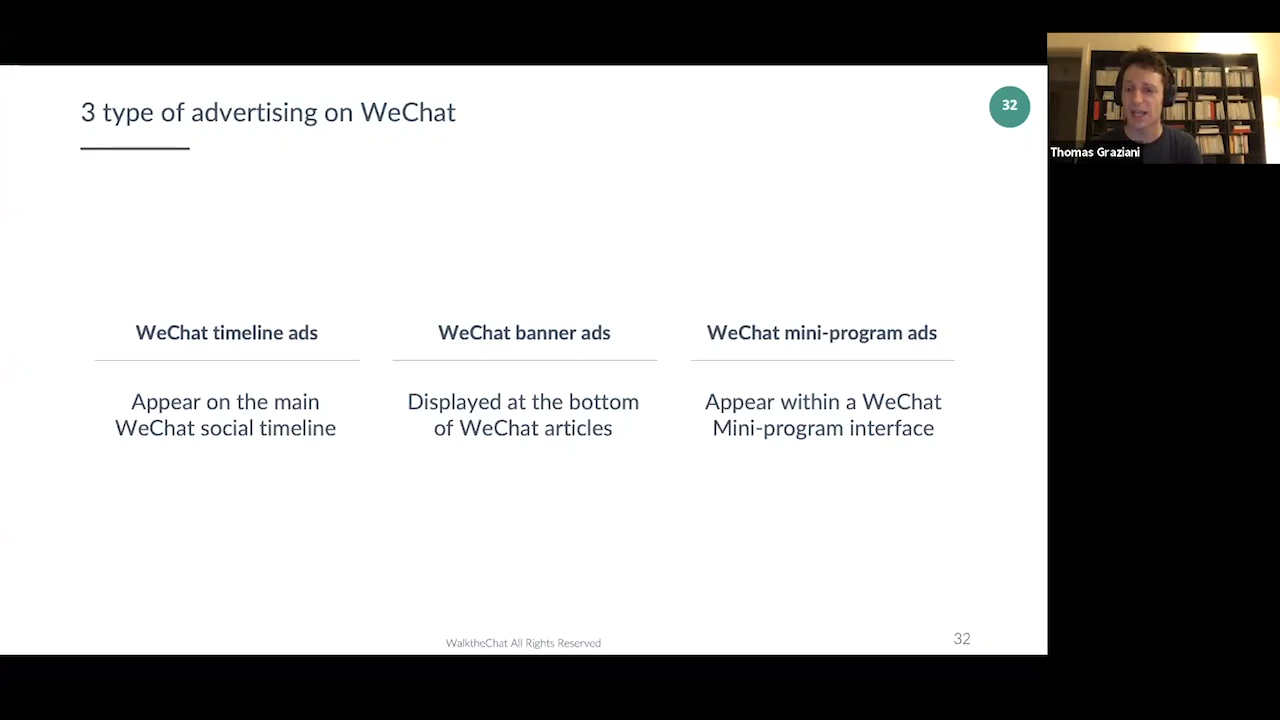 3 type of advertising on WeChat
32
Thomas Graziani
WeChat timeline ads
Appear on the main
WeChat social timeline
WeChat banner ads
Displayed at the bottom
of WeChat articles
WeChat mini-program ads
Appear within a WeChat
Mini-program interface
WalktheChat All Rights Reserved
32